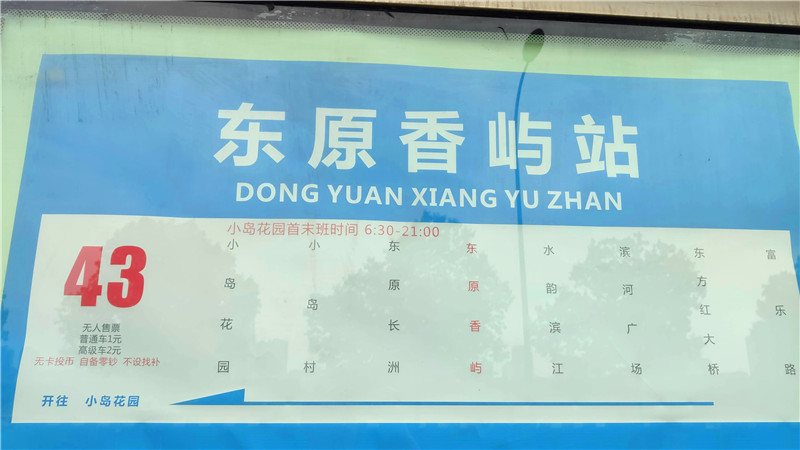 东原香屿站
DONG YUAN XIANG YU ZHAN
小岛花园首末班时间 6:30-21:00
43
无人售票
普通车1元
高级车2元
无卡投币 自备零钞 不设找补
小岛花园
小岛村
东原长洲
东原香屿
水韵滨江
滨河广场
东方红大桥
富乐路
开往 小岛花园